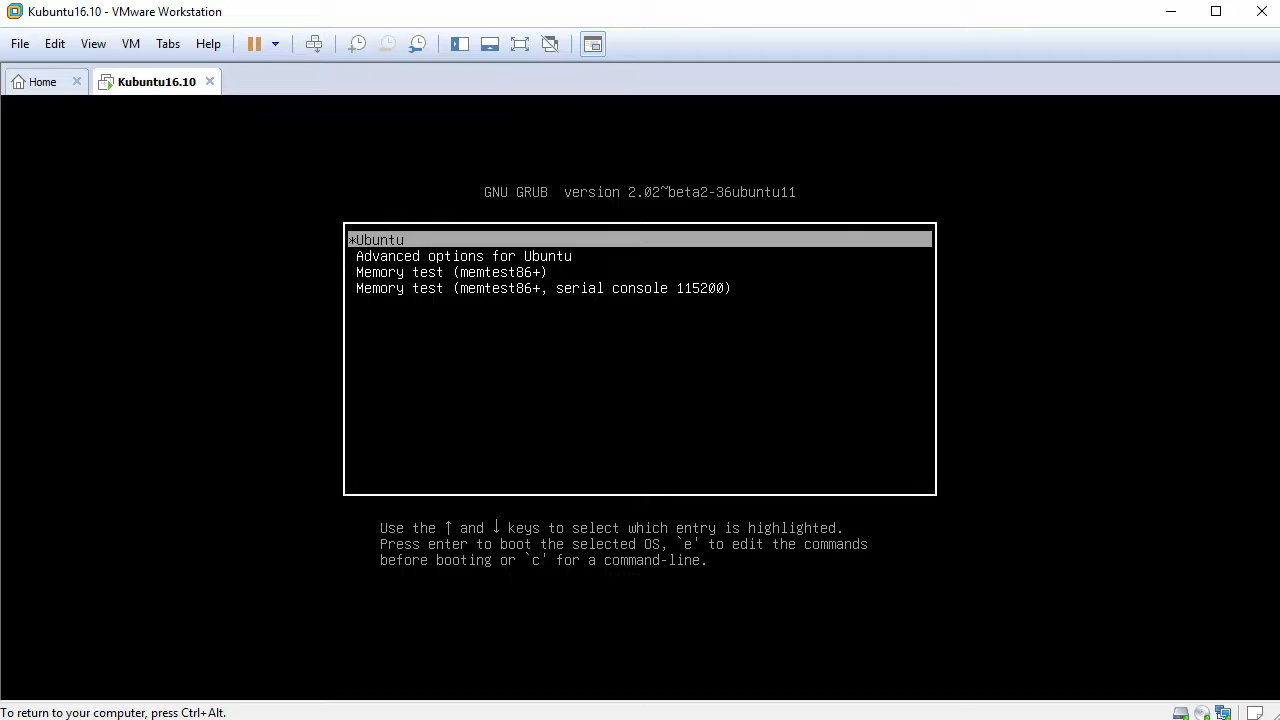 Kubuntu16.10 - VMware Workstation
File Edit View VM Tabs Help
Home Kubuntu16.10
GNU GRUB version 2.02~beta2-36ubuntu11
*Ubuntu
Advanced options for Ubuntu
Memory test (memtest86+)
Memory test (memtest86+, serial console 115200)
Use the ↑ and ↓ keys to select which entry is highlighted.
Press enter to boot the selected OS, `e' to edit the commands
before booting or `c' for a command-line.
To return to your computer, press Ctrl+Alt.